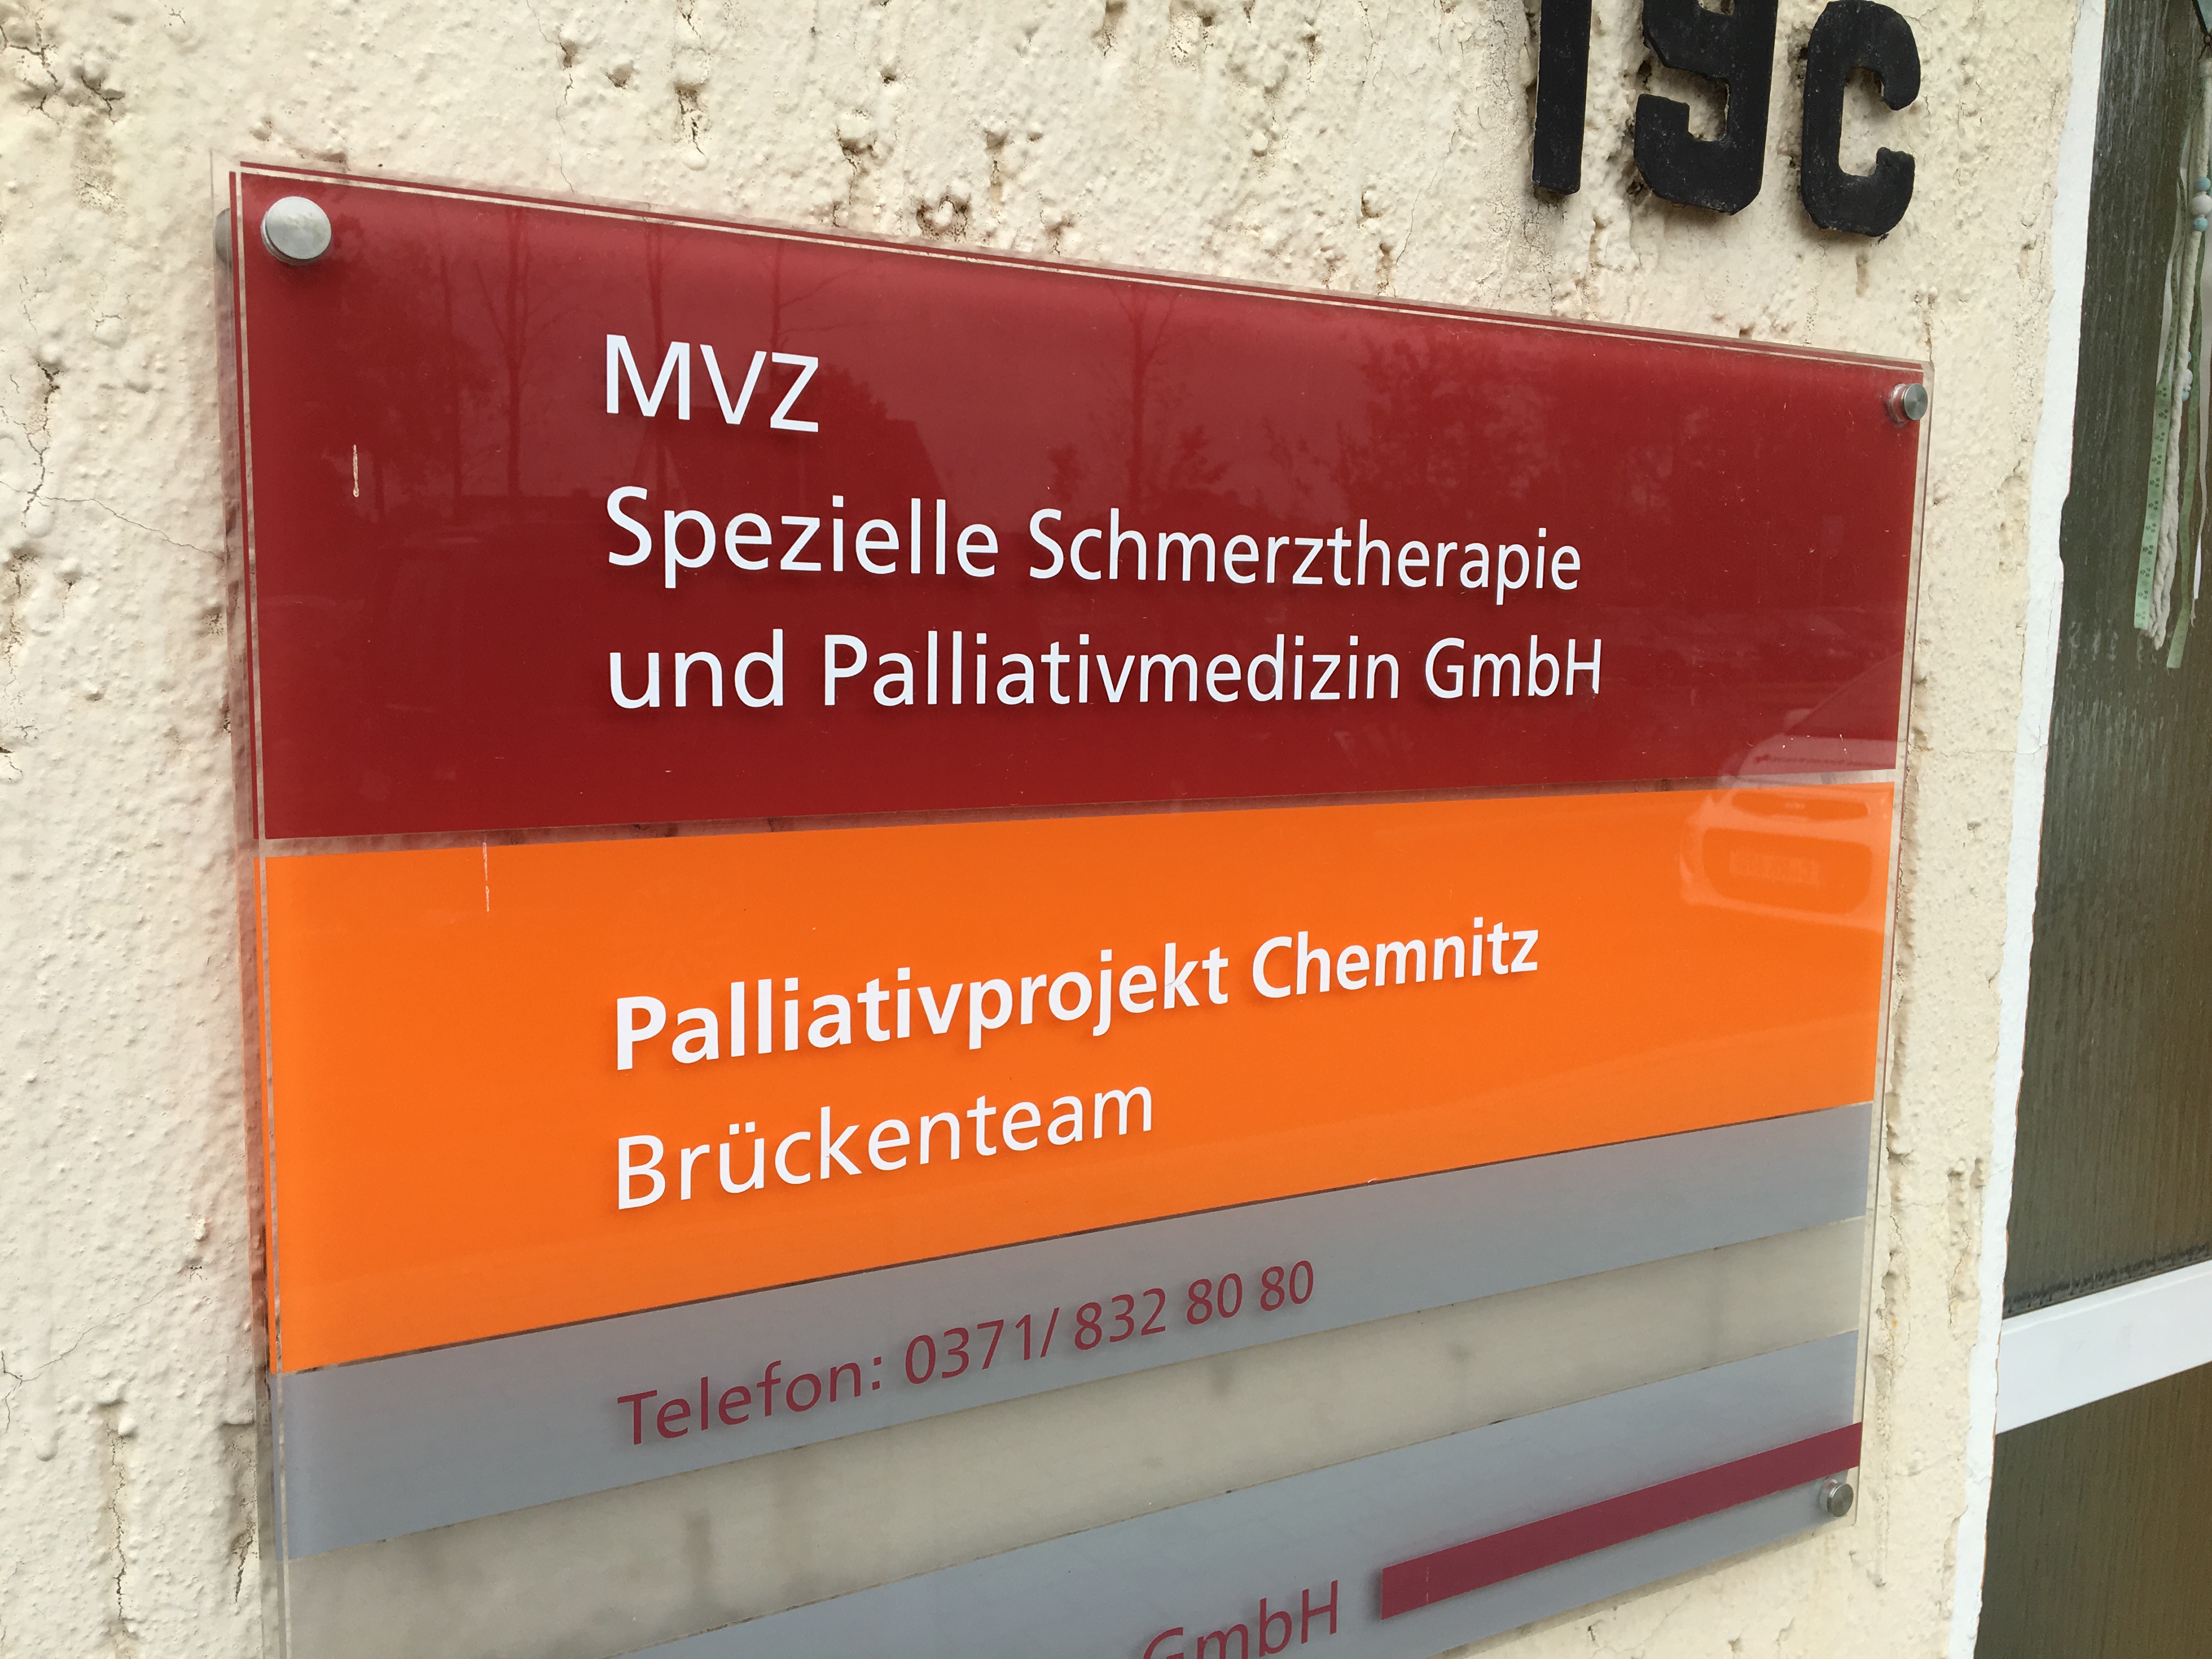 19c
MVZ
Spezielle Schmerztherapie
und Palliativmedizin GmbH
Palliativprojekt Chemnitz
Brückenteam
Telefon: 0371/ 832 80 80
GmbH